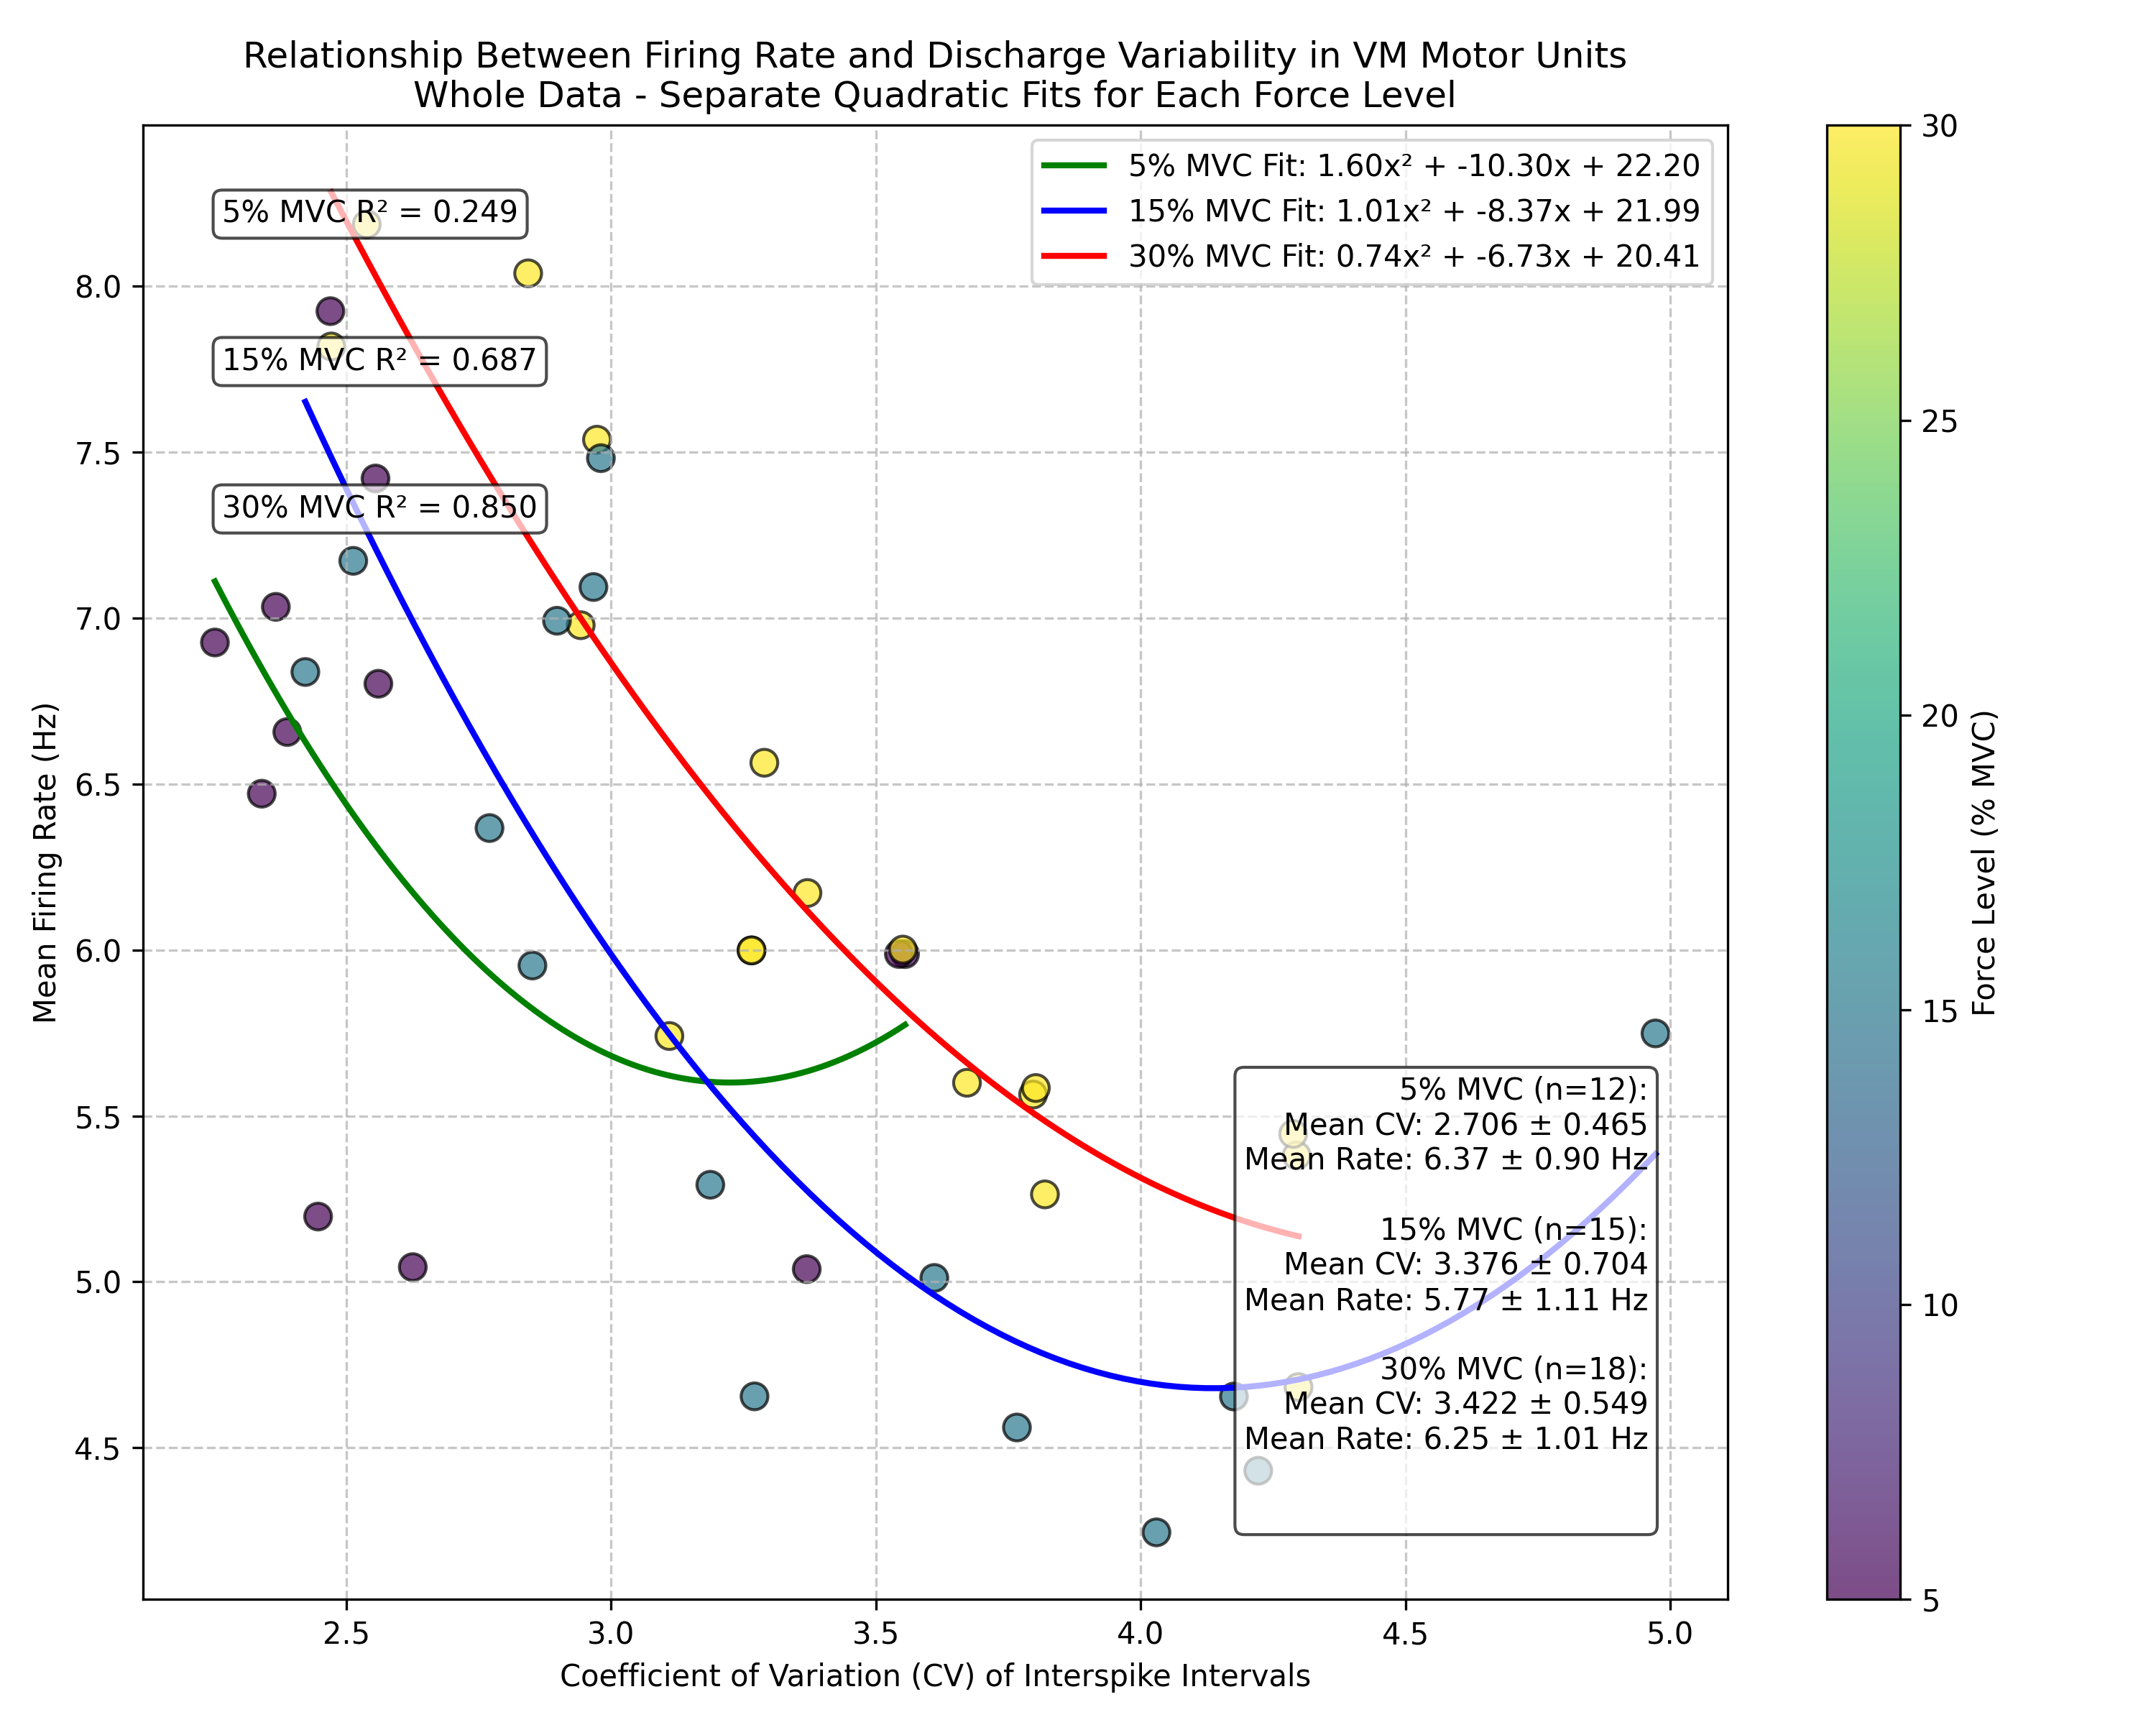 Relationship Between Firing Rate and Discharge Variability in VM Motor Units
Whole Data - Separate Quadratic Fits for Each Force Level
5% MVC Fit: 1.60x² + -10.30x + 22.20
15% MVC Fit: 1.01x² + -8.37x + 21.99
30% MVC Fit: 0.74x² + -6.73x + 20.41
5% MVC R² = 0.249
15% MVC R² = 0.687
30% MVC R² = 0.850
5% MVC (n=12):
Mean CV: 2.706 ± 0.465
Mean Rate: 6.37 ± 0.90 Hz
15% MVC (n=15):
Mean CV: 3.376 ± 0.704
Mean Rate: 5.77 ± 1.11 Hz
30% MVC (n=18):
Mean CV: 3.422 ± 0.549
Mean Rate: 6.25 ± 1.01 Hz
Mean Firing Rate (Hz)
8.0
7.5
7.0
6.5
6.0
5.5
5.0
4.5
2.5 3.0 3.5 4.0 4.5 5.0
Coefficient of Variation (CV) of Interspike Intervals
30
25
20
15
10
5
Force Level (% MVC)